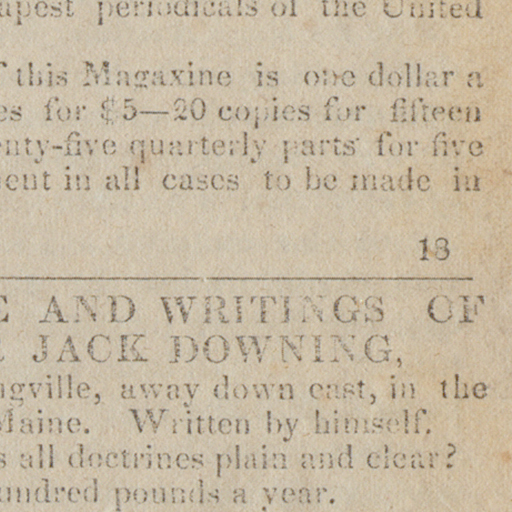 apest periodicals of the United
this Magaxine is one dollar a
es for $5—20 copies for fifteen
nty-five quarterly parts for five
ent in all cases to be made in
18
E AND WRITINGS OF
JACK DOWNING,
gville, away down east, in the
Maine. Written by himself.
s all doctrines plain and clear?
undred pounds a year.